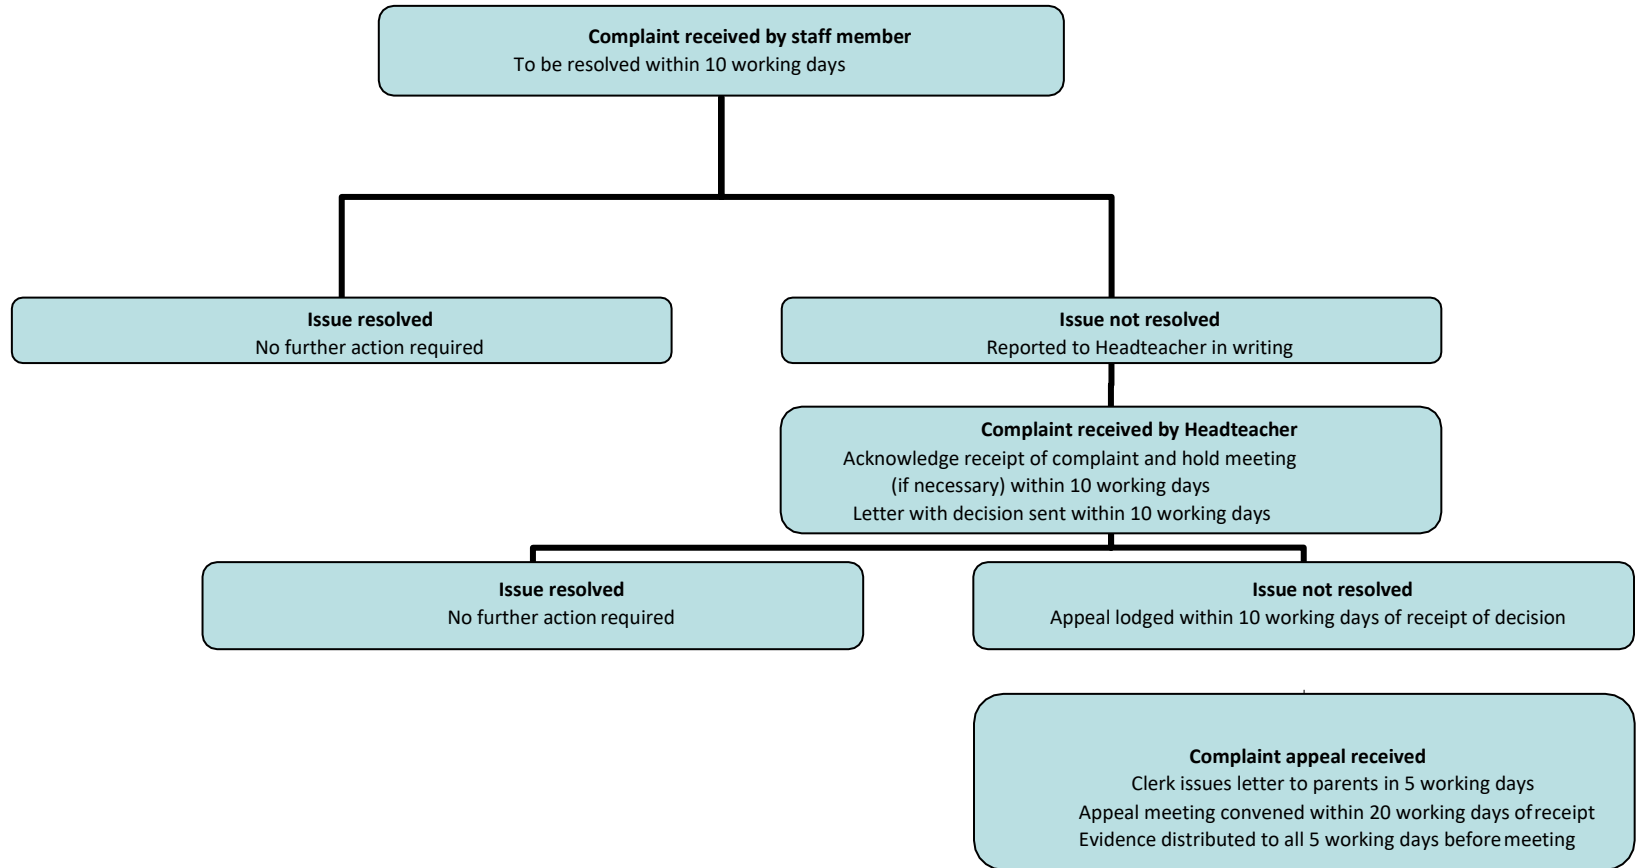 Complaint received by staff member
To be resolved within 10 working days
Issue resolved
No further action required
Issue not resolved
Reported to Headteacher in writing
Complaint received by Headteacher
Acknowledge receipt of complaint and hold meeting
(if necessary) within 10 working days
Letter with decision sent within 10 working days
Issue resolved
No further action required
Issue not resolved
Appeal lodged within 10 working days of receipt of decision
Complaint appeal received
Clerk issues letter to parents in 5 working days
Appeal meeting convened within 20 working days of receipt
Evidence distributed to all 5 working days before meeting